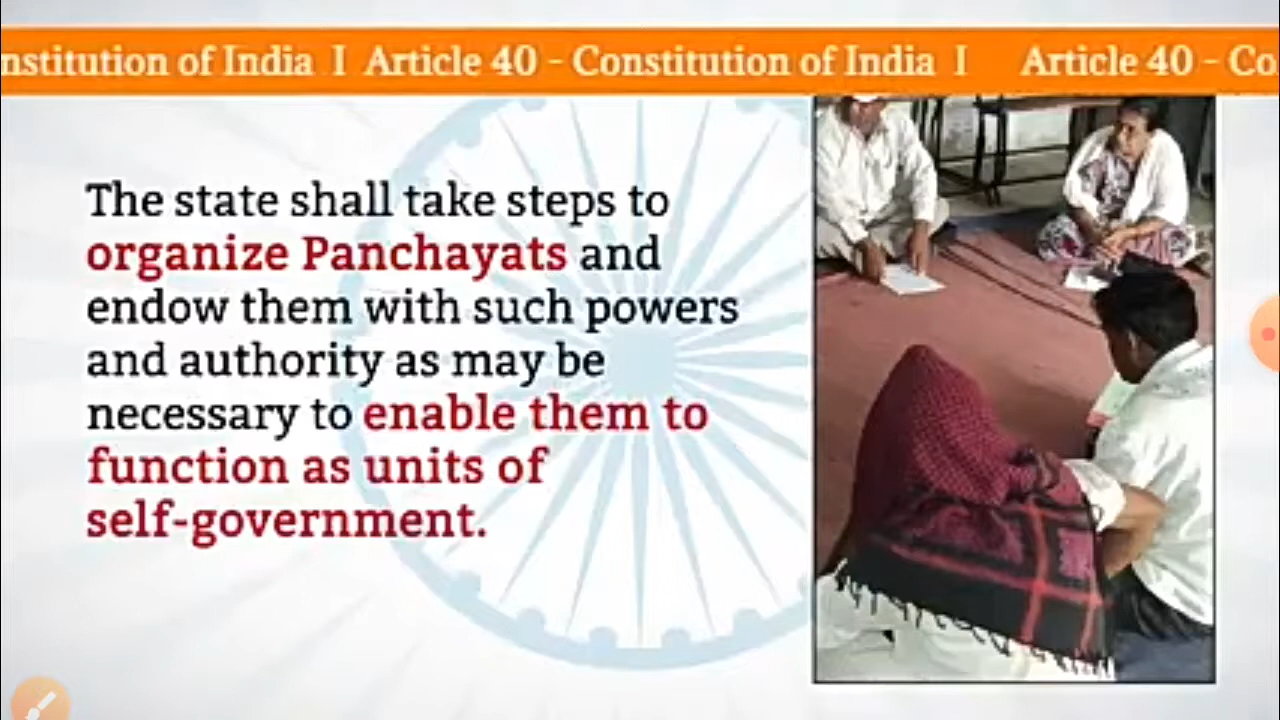 nstitution of India I Article 40 - Constitution of India I Article 40 - Co
The state shall take steps to
organize Panchayats and
endow them with such powers
and authority as may be
necessary to enable them to
function as units of
self-government.